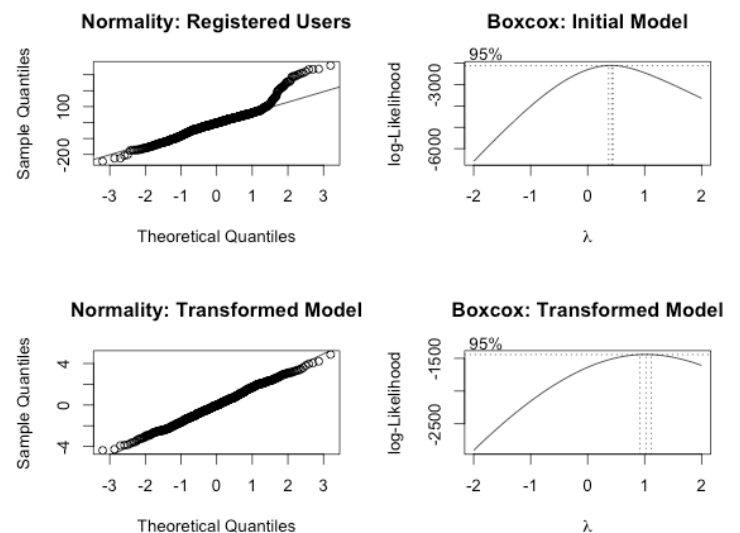 Normality: Registered Users
Sample Quantiles
100
-200
-3 -2 -1 0 1 2 3
Theoretical Quantiles
Boxcox: Initial Model
95%
log-Likelihood
-3000
-6000
-2 -1 0 1 2
λ
Normality: Transformed Model
Sample Quantiles
4
0
-4
-3 -2 -1 0 1 2 3
Theoretical Quantiles
Boxcox: Transformed Model
95%
log-Likelihood
-1500
-2500
-2 -1 0 1 2
λ